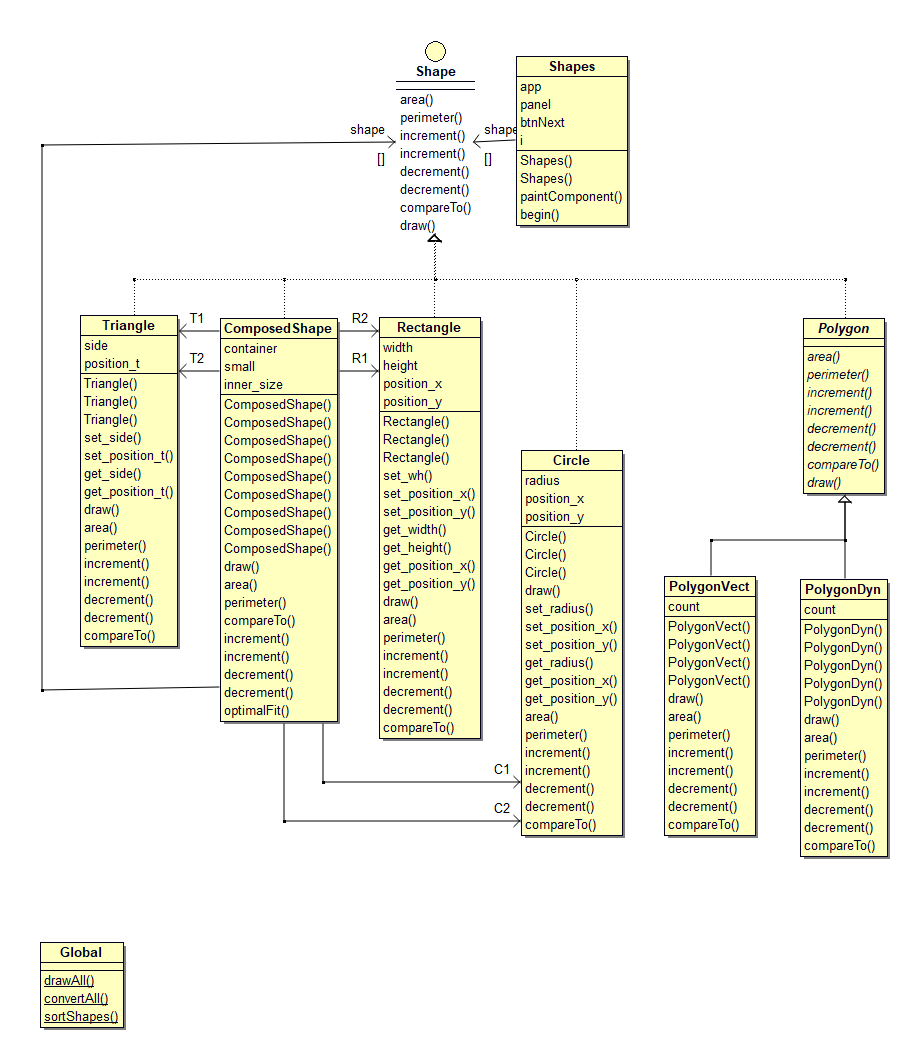 Shape
area()
perimeter()
increment()
increment()
decrement()
decrement()
compareTo()
draw()
shape
[]
shape
[]
Shapes
app
panel
btnNext
i
Shapes()
Shapes()
paintComponent()
begin()
Triangle
side
position_t
Triangle()
Triangle()
Triangle()
set_side()
set_position_t()
get_side()
get_position_t()
draw()
area()
perimeter()
increment()
increment()
decrement()
decrement()
compareTo()
T1
T2
ComposedShape
container
small
inner_size
ComposedShape()
ComposedShape()
ComposedShape()
ComposedShape()
ComposedShape()
ComposedShape()
ComposedShape()
ComposedShape()
ComposedShape()
draw()
area()
perimeter()
compareTo()
increment()
increment()
decrement()
decrement()
optimalFit()
R2
R1
Rectangle
width
height
position_x
position_y
Rectangle()
Rectangle()
Rectangle()
set_wh()
set_position_x()
set_position_y()
get_width()
get_height()
get_position_x()
get_position_y()
draw()
area()
perimeter()
increment()
increment()
decrement()
decrement()
compareTo()
C1
C2
Circle
radius
position_x
position_y
Circle()
Circle()
Circle()
draw()
set_radius()
set_position_x()
set_position_y()
get_radius()
get_position_x()
get_position_y()
area()
perimeter()
increment()
increment()
decrement()
decrement()
compareTo()
Polygon
area()
perimeter()
increment()
increment()
decrement()
decrement()
compareTo()
draw()
PolygonVect
count
PolygonVect()
PolygonVect()
PolygonVect()
PolygonVect()
draw()
area()
perimeter()
increment()
increment()
decrement()
decrement()
compareTo()
PolygonDyn
count
PolygonDyn()
PolygonDyn()
PolygonDyn()
PolygonDyn()
PolygonDyn()
draw()
area()
perimeter()
increment()
increment()
decrement()
decrement()
compareTo()
Global
drawAll()
convertAll()
sortShapes()